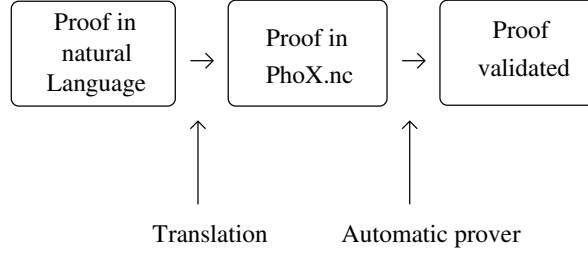 Proof in
natural
Language
Proof in
PhoX.nc
Proof
validated
Translation
Automatic prover